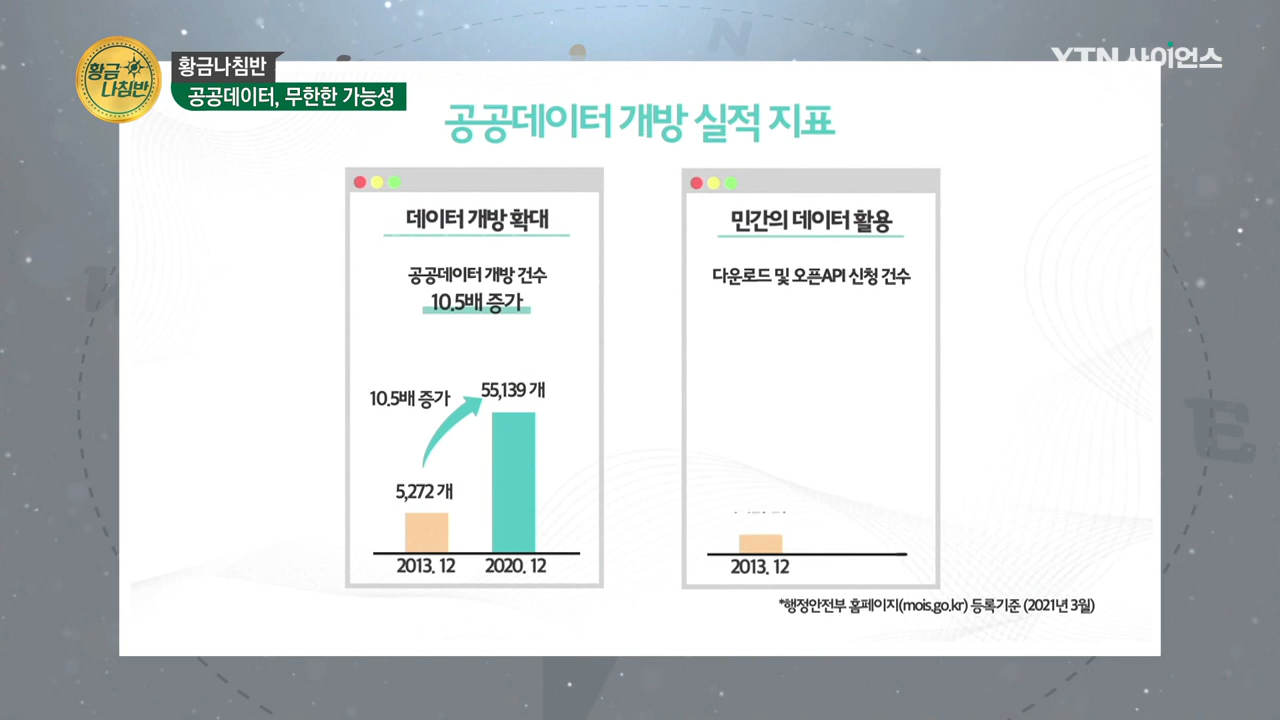 황금
나침반
황금나침반
공공데이터, 무한한 가능성
YTN 사이언스
공공데이터 개방 실적 지표
데이터 개방 확대
공공데이터 개방 건수
10.5배 증가
10.5배 증가
55,139 개
5,272 개
2013. 12
2020. 12
민간의 데이터 활용
다운로드 및 오픈API 신청 건수
2013. 12
*행정안전부 홈페이지(mois.go.kr) 등록기준 (2021년 3월)
N
E